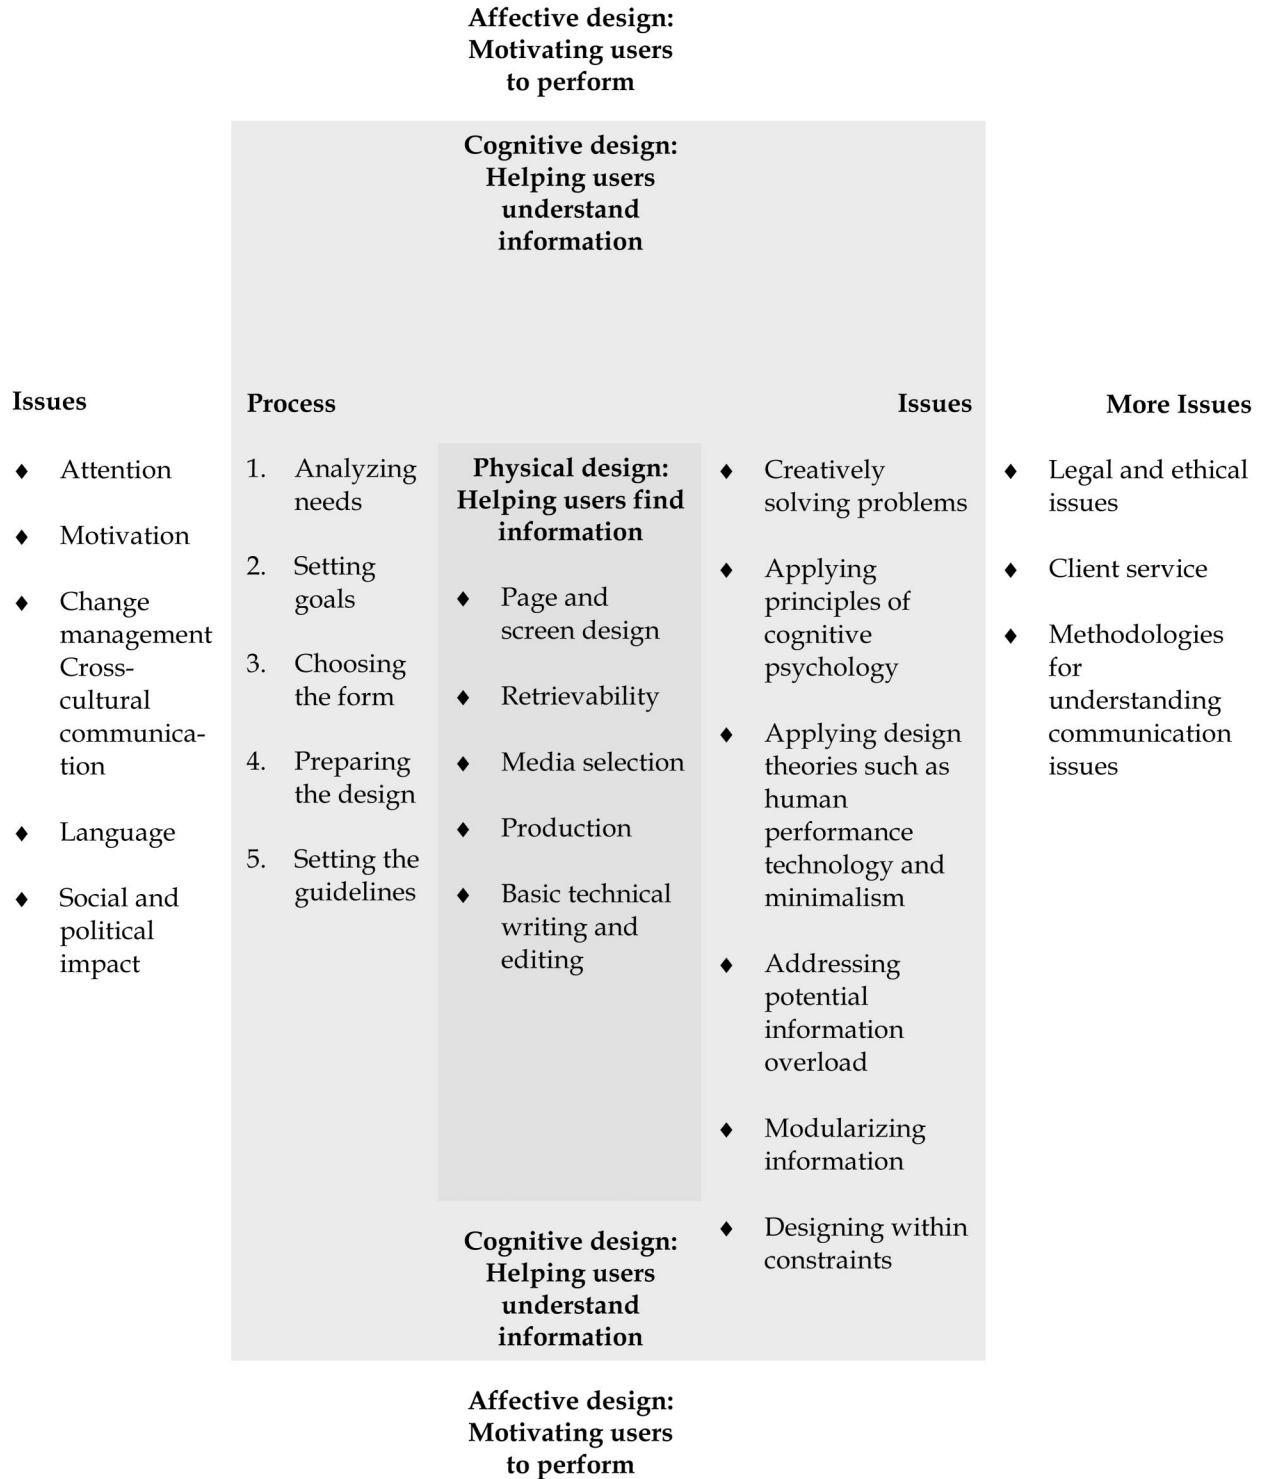 Affective design:
Motivating users
to perform
Cognitive design:
Helping users
understand
information
Issues
♦ Attention
♦ Motivation
♦ Change
management
Cross-
cultural
communica-
tion
♦ Language
♦ Social and
political
impact
Process
1. Analyzing
needs
2. Setting
goals
3. Choosing
the form
4. Preparing
the design
5. Setting the
guidelines
Physical design:
Helping users find
information
♦ Page and
screen design
♦ Retrievability
♦ Media selection
♦ Production
♦ Basic technical
writing and
editing
Issues
♦ Creatively
solving problems
♦ Applying
principles of
cognitive
psychology
♦ Applying design
theories such as
human
performance
technology and
minimalism
♦ Addressing
potential
information
overload
♦ Modularizing
information
♦ Designing within
constraints
More Issues
♦ Legal and ethical
issues
♦ Client service
♦ Methodologies
for
understanding
communication
issues
Cognitive design:
Helping users
understand
information
Affective design:
Motivating users
to perform